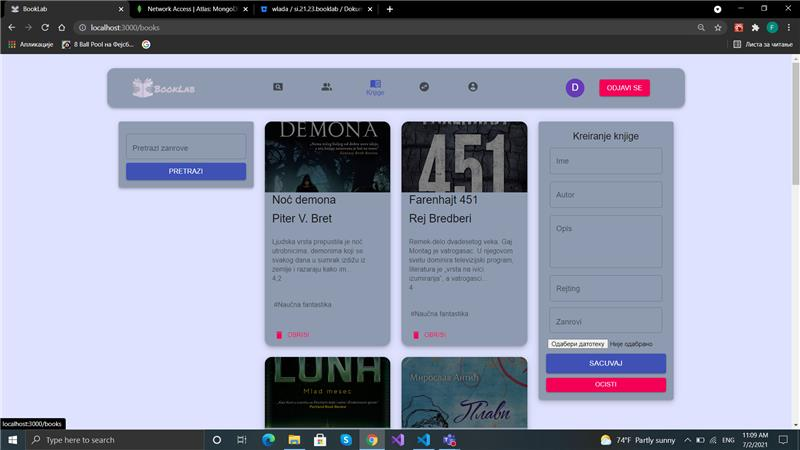 BookLab
Network Access | Atlas: MongoD
wlada / si.21.23.booklab / Dokum
localhost:3000/books
Апликације
YouTube
8 Ball Pool на Фејсб...
Листа за читање
BOOKLAB
Knjige
D
ODJAVI SE
Pretrazi zanrove
PRETRAZI
DEMONA
Noć demona
Piter V. Bret
Ljudska vrsta prepustila je noć
utrobnicima, demonima koji se
svakog dana u sumrak izdižu iz
zemlje i razaraju kako im...
4,2
#Naučna fantastika
OBRIŠI
451
Farenhajt 451
Rej Bredberi
Remek-delo dvadesetog veka. Gaj
Montag je vatrogasac. U njegovom
svetu dominira televizijski program,
literatura je „vrsta na ivici
izumiranja”, a vatrogasci...
4
#Naučna fantastika
OBRIŠI
LUNA
Mlad mesec
Мирослав Антић
Плави
Kreiranje knjige
Ime
Autor
Opis
Rejting
Zanrovi
Одабери датотеку Није одабрано
SACUVAJ
OCISTI
localhost:3000/books
Type here to search
74°F Partly sunny
ENG
11:09 AM
7/2/2021